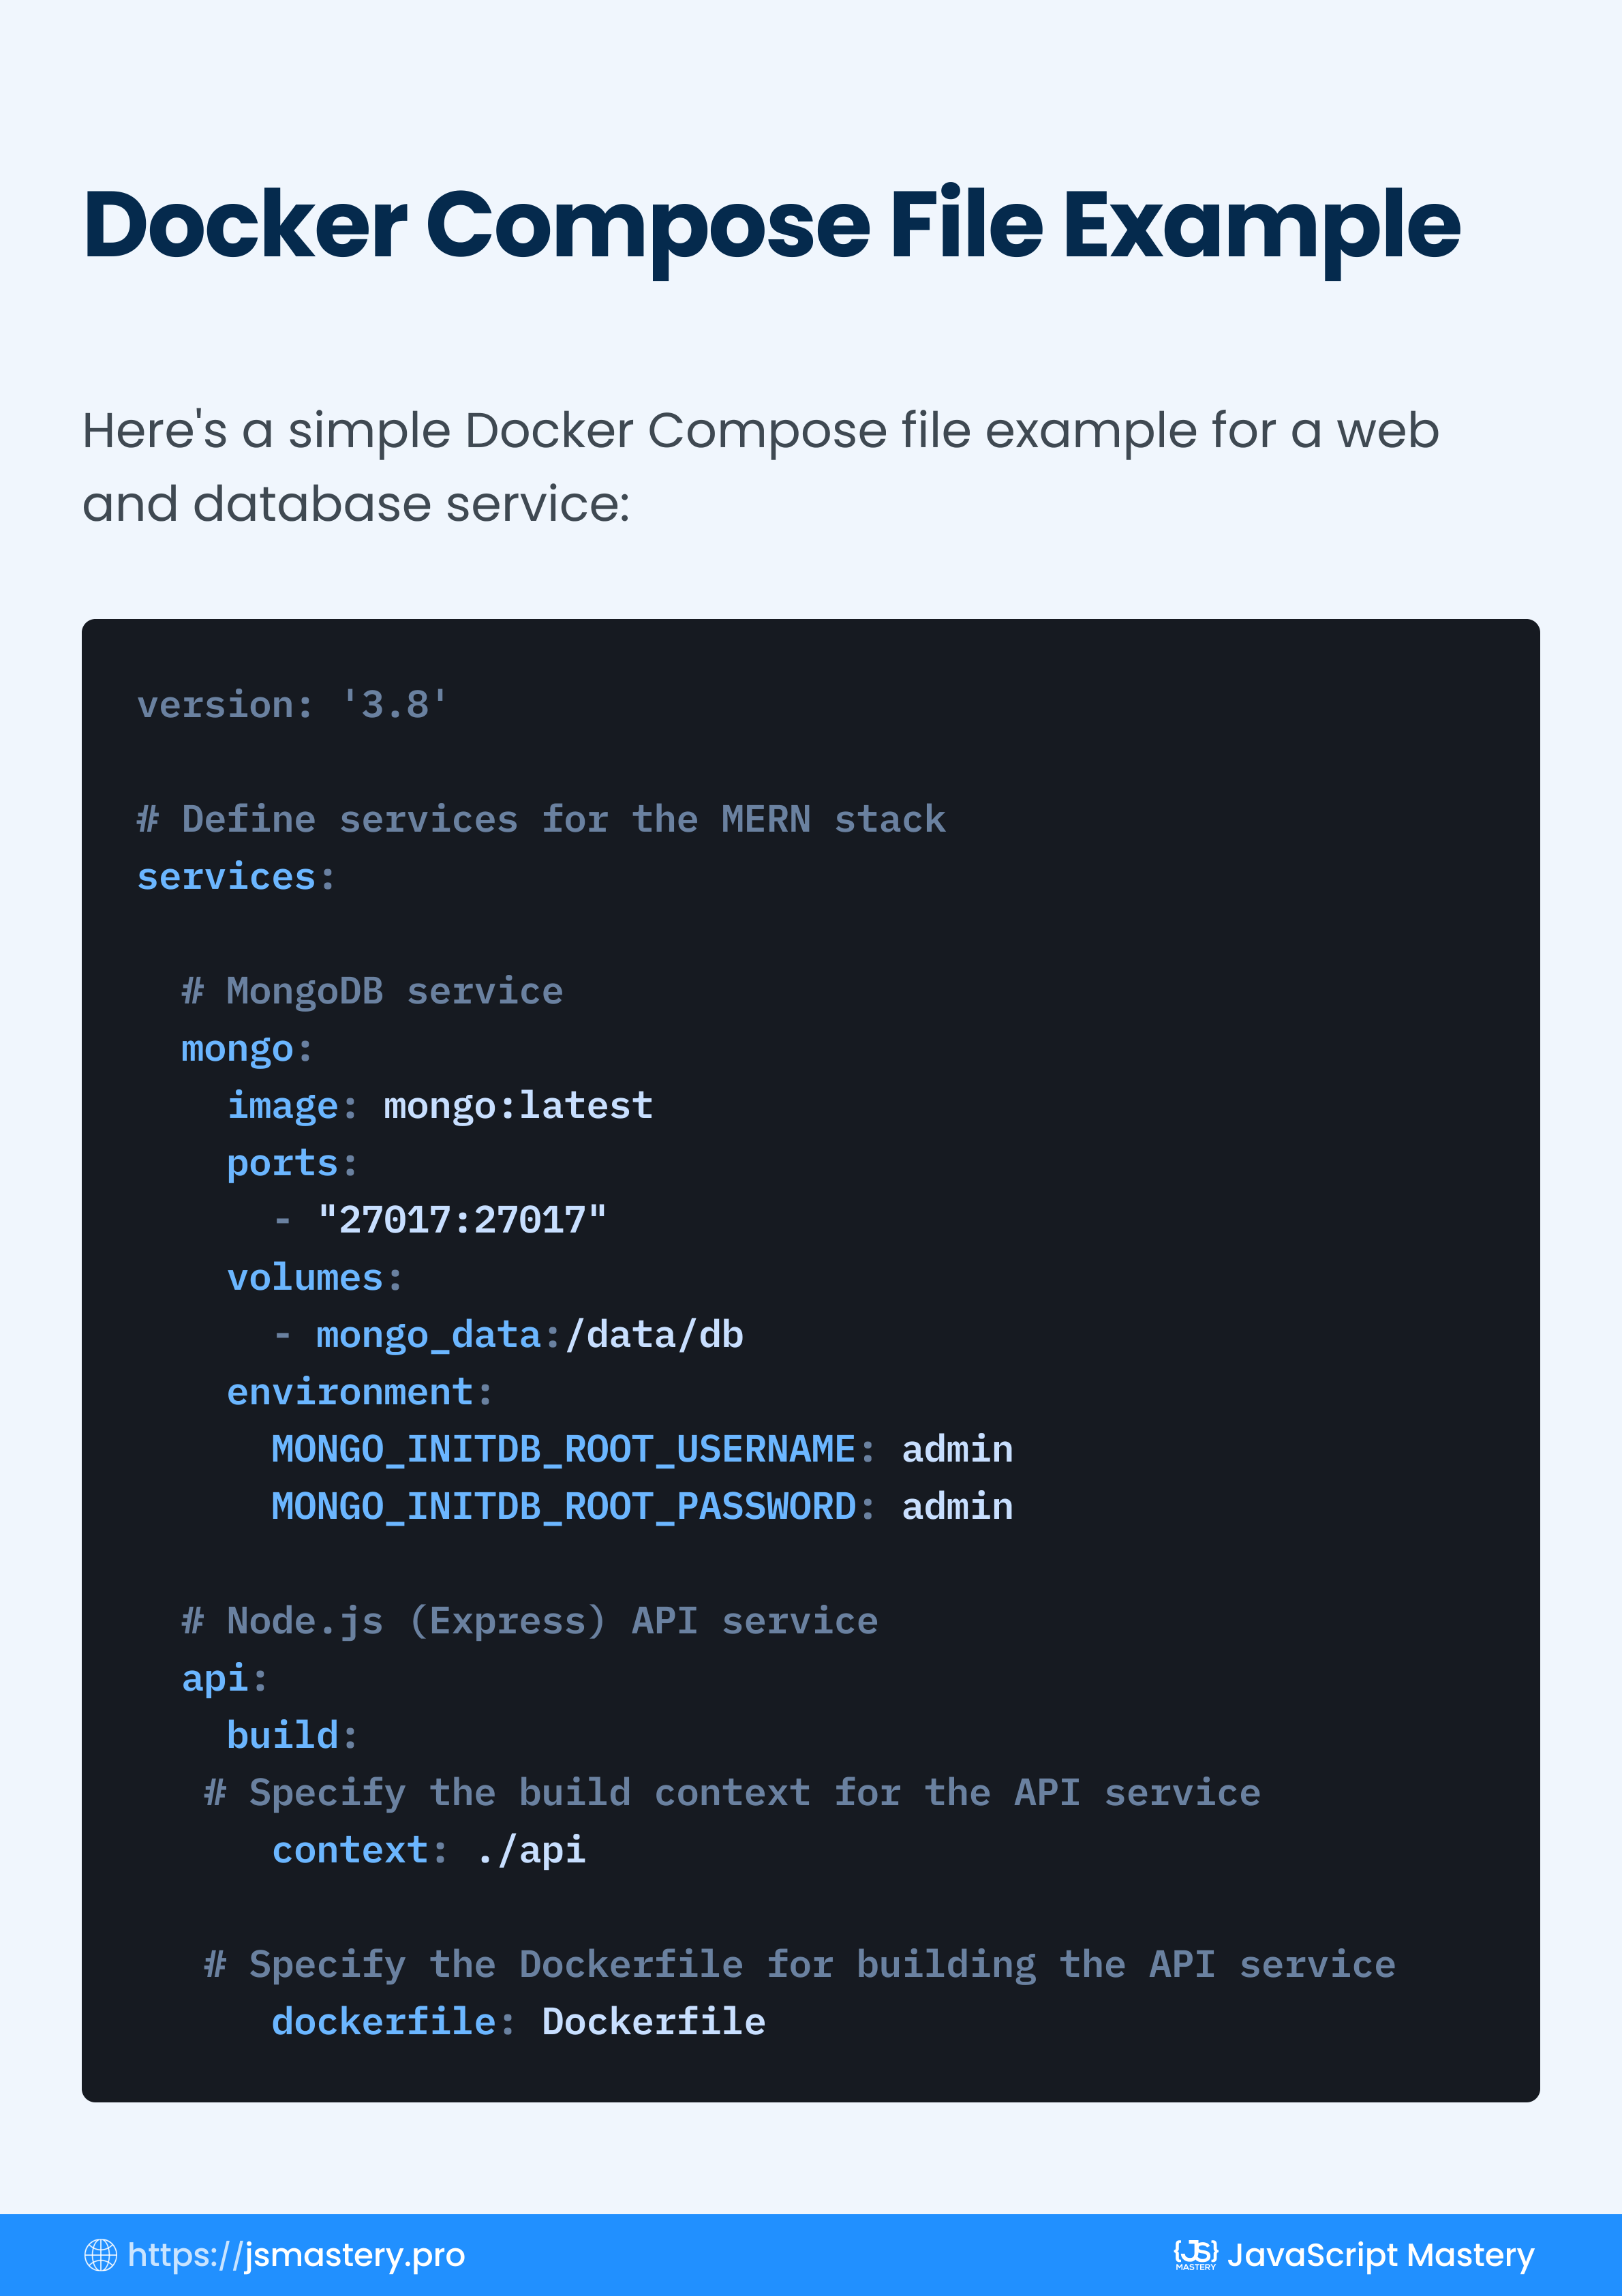 Docker Compose File Example
Here's a simple Docker Compose file example for a web
and database service:
version: '3.8'
# Define services for the MERN stack
services:
  # MongoDB service
  mongo:
    image: mongo:latest
    ports:
      - "27017:27017"
    volumes:
      - mongo_data:/data/db
    environment:
      MONGO_INITDB_ROOT_USERNAME: admin
      MONGO_INITDB_ROOT_PASSWORD: admin
  # Node.js (Express) API service
  api:
    build:
   # Specify the build context for the API service
      context: ./api
   # Specify the Dockerfile for building the API service
      dockerfile: Dockerfile
https://jsmastery.pro
{JS} MASTERY JavaScript Mastery